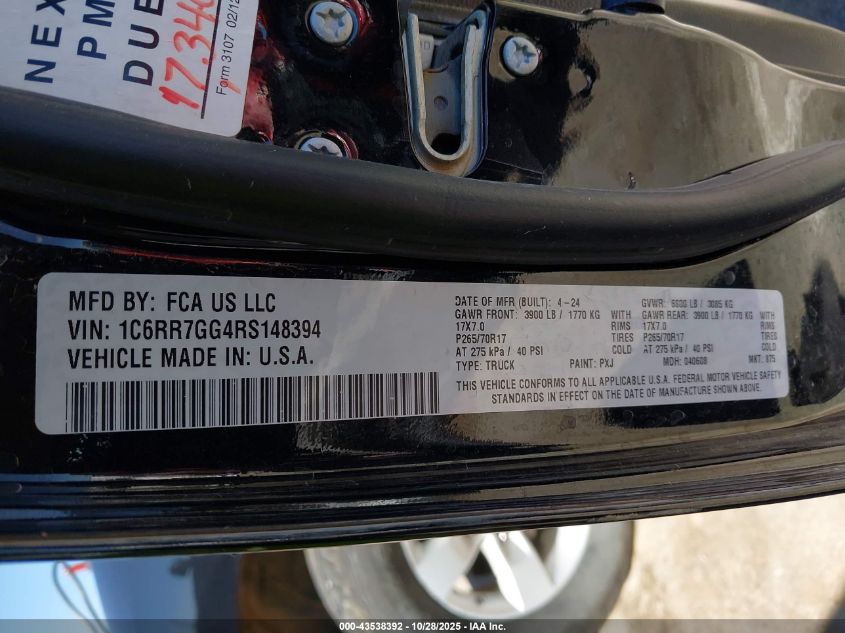 NEX
PM
DUE
17.340
Form 3107 02/12
MFD BY: FCA US LLC
VIN: 1C6RR7GG4RS148394
VEHICLE MADE IN: U.S.A.
DATE OF MFR (BUILT): 4-24 GVWR: 6800 LB / 3085 KG
GAWR FRONT: 3900 LB / 1770 KG WITH GAWR REAR: 3900 LB / 1770 KG WITH
17X7.0 RIMS 17X7.0 RIMS
P265/70R17 TIRES P265/70R17 TIRES
AT 275 kPa / 40 PSI COLD AT 275 kPa / 40 PSI COLD
TYPE: TRUCK PAINT: PXJ MDH: 040608 MKT: 875
THIS VEHICLE CONFORMS TO ALL APPLICABLE U.S.A. FEDERAL MOTOR VEHICLE SAFETY
STANDARDS IN EFFECT ON THE DATE OF MANUFACTURE SHOWN ABOVE.
000-43538392 - 10/28/2025 - IAA Inc.